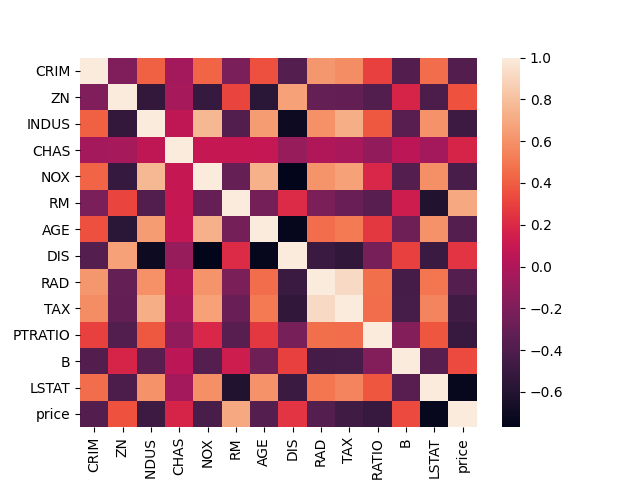 CRIM
ZN
INDUS
CHAS
NOX
RM
AGE
DIS
RAD
TAX
PTRATIO
B
LSTAT
price
CRIM
ZN
NDUS
CHAS
NOX
RM
AGE
DIS
RAD
TAX
RATIO
B
LSTAT
price
1.0
0.8
0.6
0.4
0.2
0.0
−0.2
−0.4
−0.6